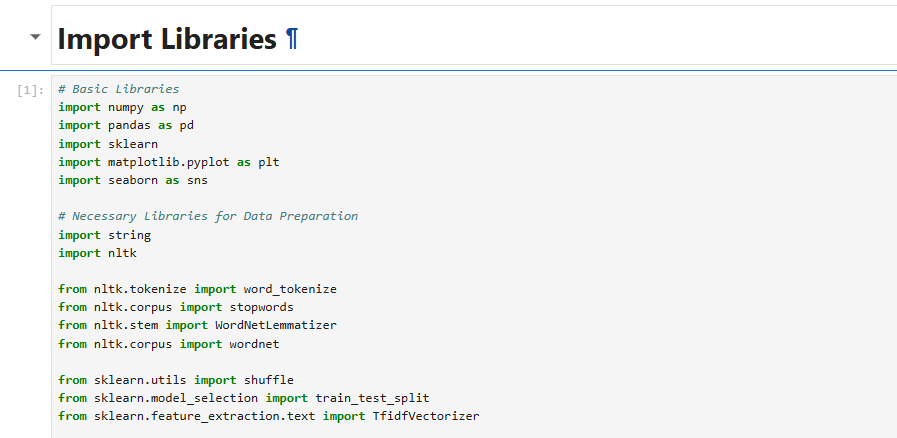 Import Libraries ¶
[1]:
# Basic Libraries
import numpy as np
import pandas as pd
import sklearn
import matplotlib.pyplot as plt
import seaborn as sns
# Necessary Libraries for Data Preparation
import string
import nltk
from nltk.tokenize import word_tokenize
from nltk.corpus import stopwords
from nltk.stem import WordNetLemmatizer
from nltk.corpus import wordnet
from sklearn.utils import shuffle
from sklearn.model_selection import train_test_split
from sklearn.feature_extraction.text import TfidfVectorizer